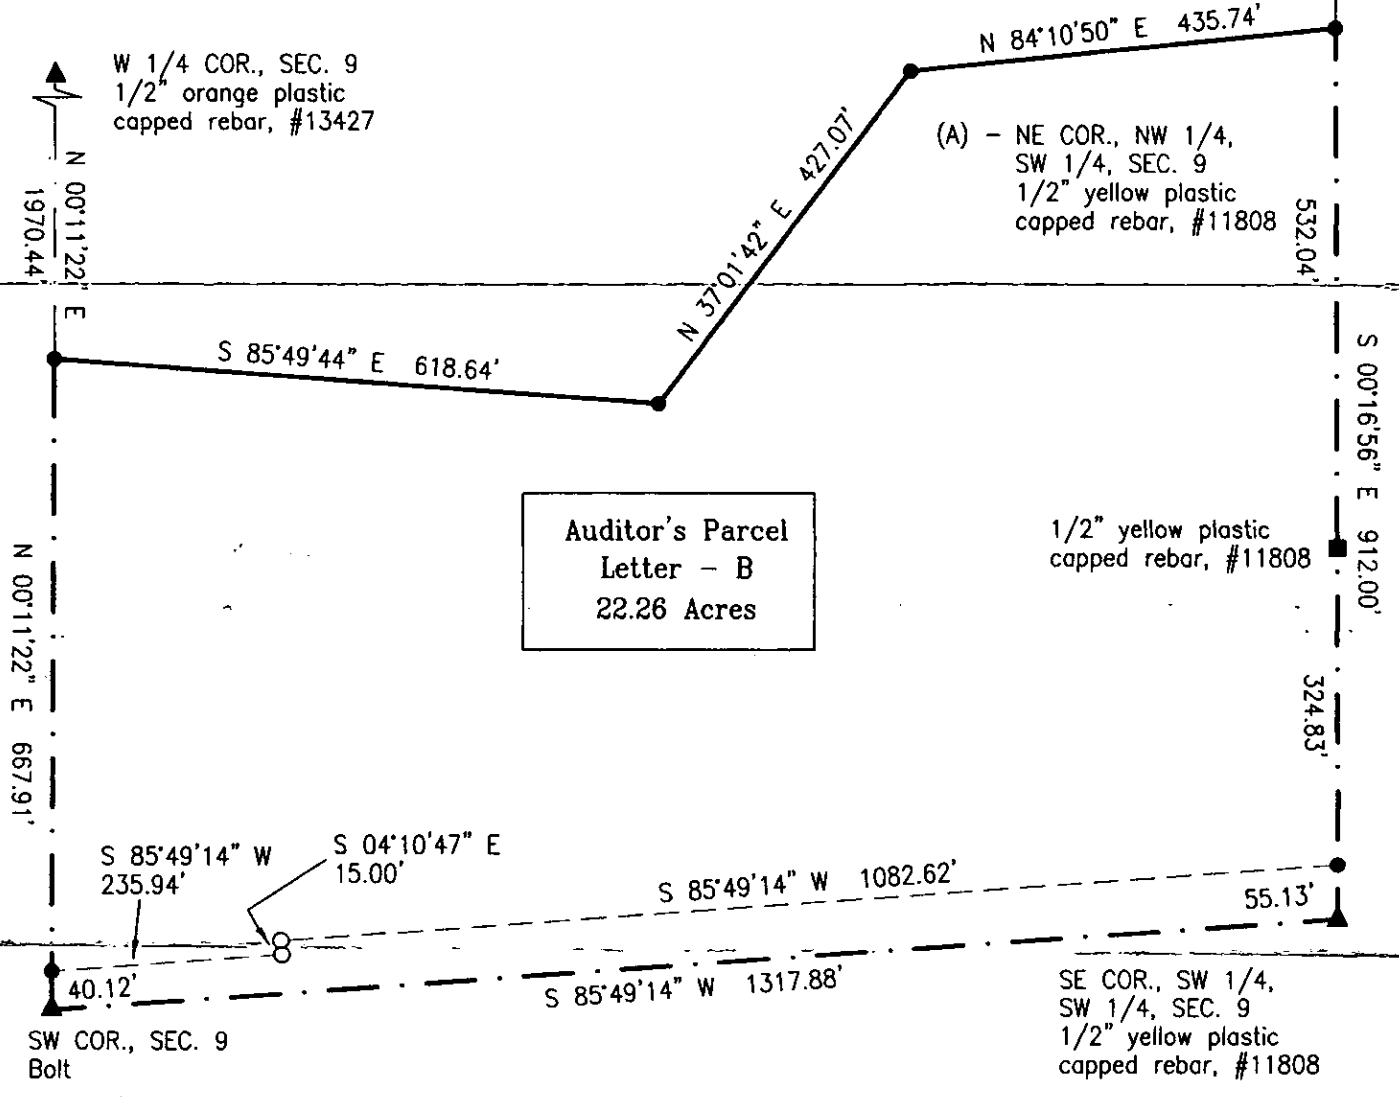 N 84°10'50" E 435.74'
W 1/4 COR., SEC. 9
1/2" orange plastic
capped rebar, #13427
N 00°11'22" E
1970.44'
N 37°01'42" E 427.07'
(A) - NE COR., NW 1/4,
SW 1/4, SEC. 9
1/2" yellow plastic
capped rebar, #11808
532.04'
S 85°49'44" E 618.64'
S 00°16'56" E 912.00'
Auditor's Parcel
Letter - B
22.26 Acres
1/2" yellow plastic
capped rebar, #11808
N 00°11'22" E 667.91'
324.83'
S 85°49'14" W
235.94'
S 04°10'47" E
15.00'
S 85°49'14" W 1082.62'
55.13'
40.12'
S 85°49'14" W 1317.88'
SW COR., SEC. 9
Bolt
SE COR., SW 1/4,
SW 1/4, SEC. 9
1/2" yellow plastic
capped rebar, #11808